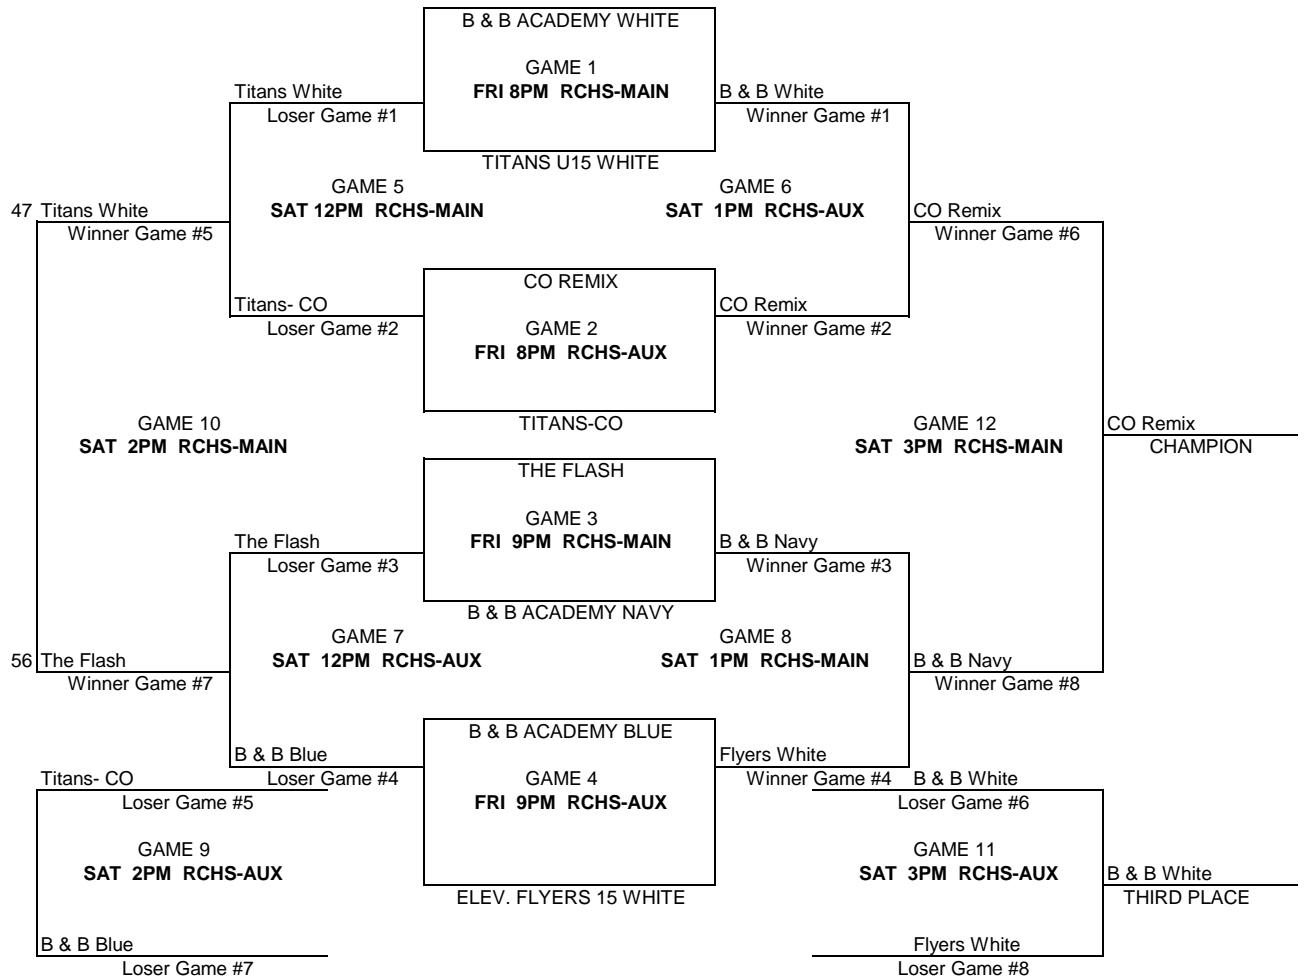 B & B ACADEMY WHITE
GAME 1
FRI 8PM RCHS-MAIN
Titans White
B & B White
Loser Game #1
Winner Game #1
TITANS U15 WHITE
GAME 5
GAME 6
47 Titans White
SAT 12PM RCHS-MAIN
SAT 1PM RCHS-AUX
CO Remix
Winner Game #5
Winner Game #6
CO REMIX
Titans- CO
CO Remix
Loser Game #2
GAME 2
Winner Game #2
FRI 8PM RCHS-AUX
GAME 10
TITANS-CO
GAME 12
CO Remix
SAT 2PM RCHS-MAIN
SAT 3PM RCHS-MAIN
CHAMPION
THE FLASH
GAME 3
The Flash
FRI 9PM RCHS-MAIN
B & B Navy
Loser Game #3
Winner Game #3
B & B ACADEMY NAVY
GAME 7
GAME 8
56 The Flash
SAT 12PM RCHS-AUX
SAT 1PM RCHS-MAIN
B & B Navy
Winner Game #7
Winner Game #8
B & B ACADEMY BLUE
B & B Blue
Flyers White
Titans- CO
Loser Game #4
GAME 4
Winner Game #4
B & B White
Loser Game #5
FRI 9PM RCHS-AUX
Loser Game #6
GAME 9
GAME 11
SAT 2PM RCHS-AUX
SAT 3PM RCHS-AUX
B & B White
ELEV. FLYERS 15 WHITE
THIRD PLACE
B & B Blue
Flyers White
Loser Game #7
Loser Game #8